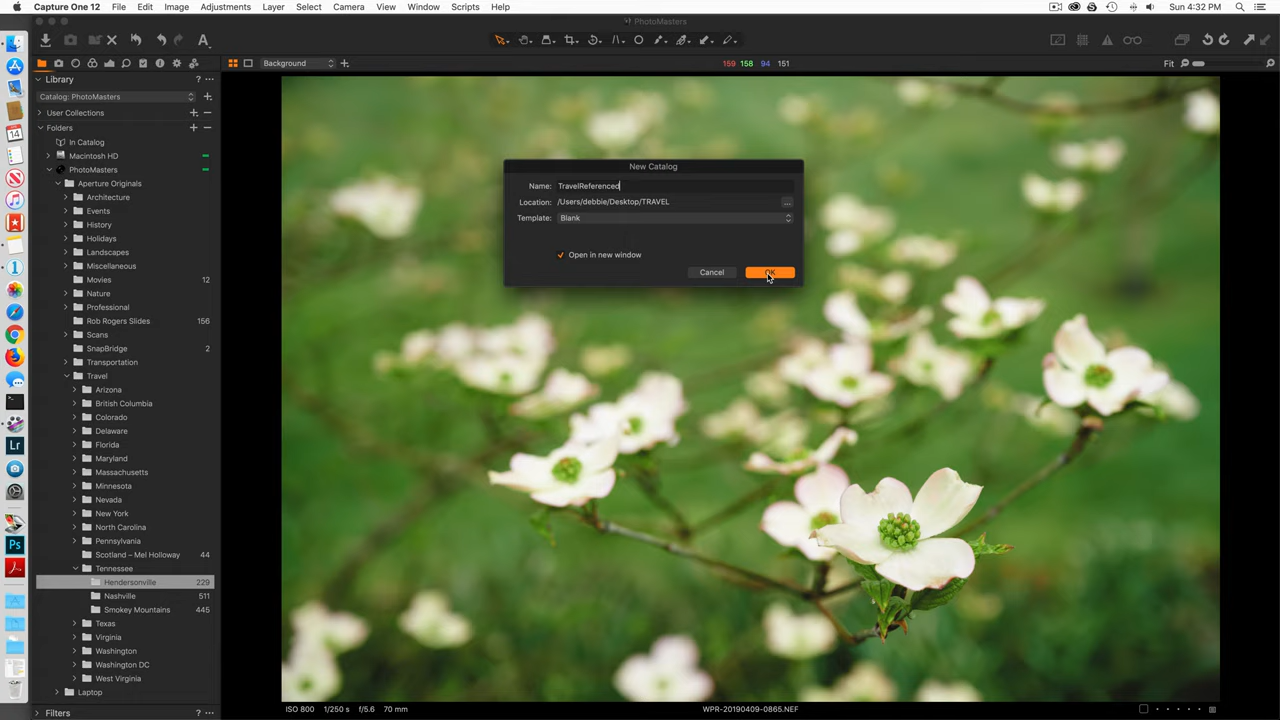 Capture One 12 File Edit Image Adjustments Layer Select Camera View Window Scripts Help Sun 4:32 PM
PhotoMasters
Background 159 158 94 151 Fit
Library ? ...
Catalog: PhotoMasters
User Collections
Folders
In Catalog
Macintosh HD
PhotoMasters
Aperture Originals
Architecture
Events
History
Holidays
Landscapes
Miscellaneous
Movies 12
Nature
Professional
Rob Rogers Slides 156
Scans
SnapBridge 2
Transportation
Travel
Arizona
British Columbia
Colorado
Delaware
Florida
Maryland
Massachusetts
Minnesota
Nevada
New York
North Carolina
Pennsylvania
Scotland – Mel Holloway 44
Tennessee
Hendersonville 229
Nashville 511
Smokey Mountains 445
Texas
Virginia
Washington
Washington DC
West Virginia
Laptop
Filters ? ...
New Catalog
Name: TravelReferenced
Location: /Users/debbie/Desktop/TRAVEL ...
Template: Blank
Open in new window
Cancel OK
ISO 800 1/250 s f/5.6 70 mm WPR-20190409-0865.NEF
14
Lr
Ps